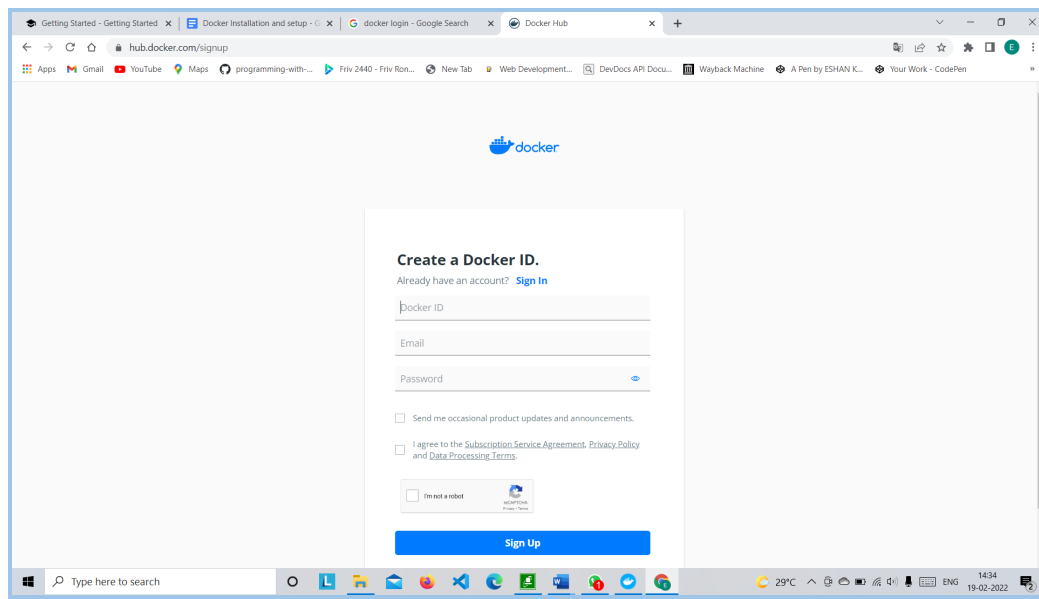 Getting Started - Getting Started
Docker Installation and setup - G
docker login - Google Search
Docker Hub
hub.docker.com/signup
E
Apps
Gmail
YouTube
Maps
programming-with-...
Friv 2440 - Friv Ron...
New Tab
Web Development...
DevDocs API Docu...
Wayback Machine
A Pen by ESHAN K...
Your Work - CodePen
»
docker
Create a Docker ID.
Already have an account? Sign In
Docker ID
Email
Password
Send me occasional product updates and announcements.
I agree to the Subscription Service Agreement, Privacy Policy
and Data Processing Terms.
I'm not a robot
reCAPTCHA
Privacy - Terms
Sign Up
Type here to search
L
29°C
ENG
14:34
19-02-2022
2